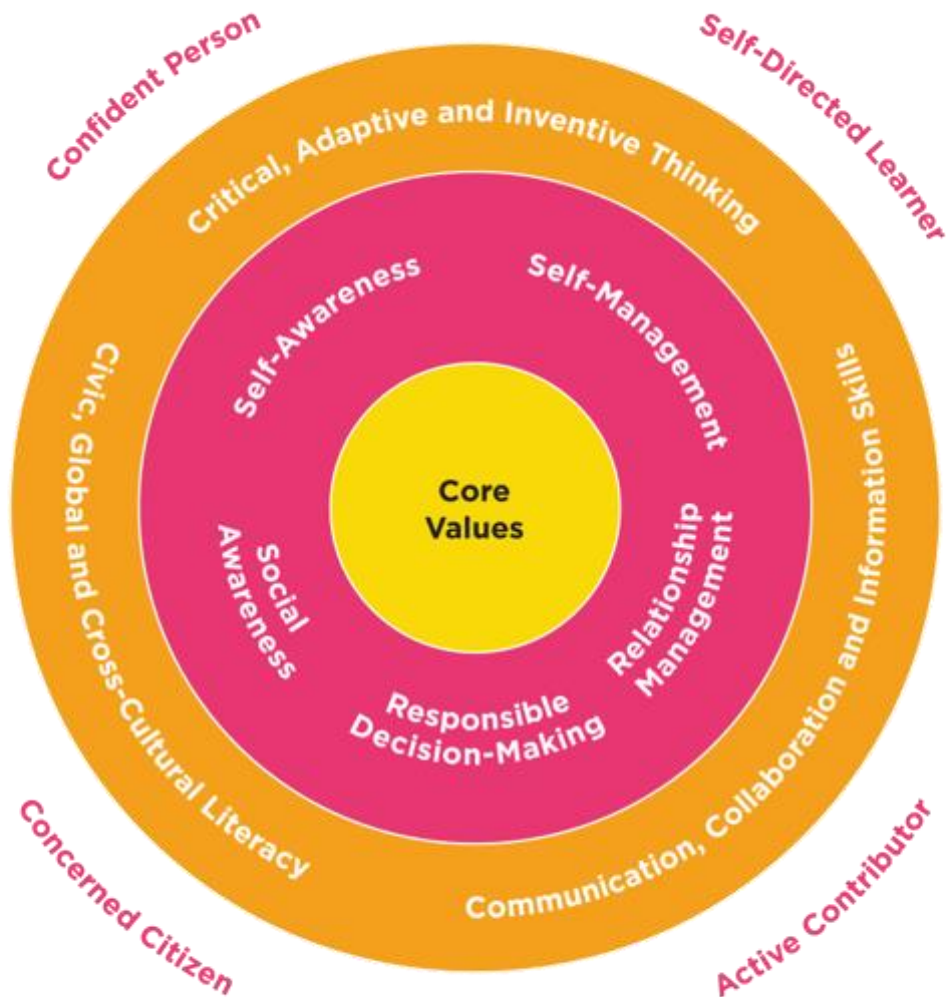 Confident Person
Self-Directed Learner
Critical, Adaptive and Inventive Thinking
Self-Awareness
Self-Management
Civic, Global and Cross-Cultural Literacy
Communication, Collaboration and Information Skills
Core
Values
Social
Awareness
Relationship
Management
Responsible
Decision-Making
Concerned Citizen
Active Contributor